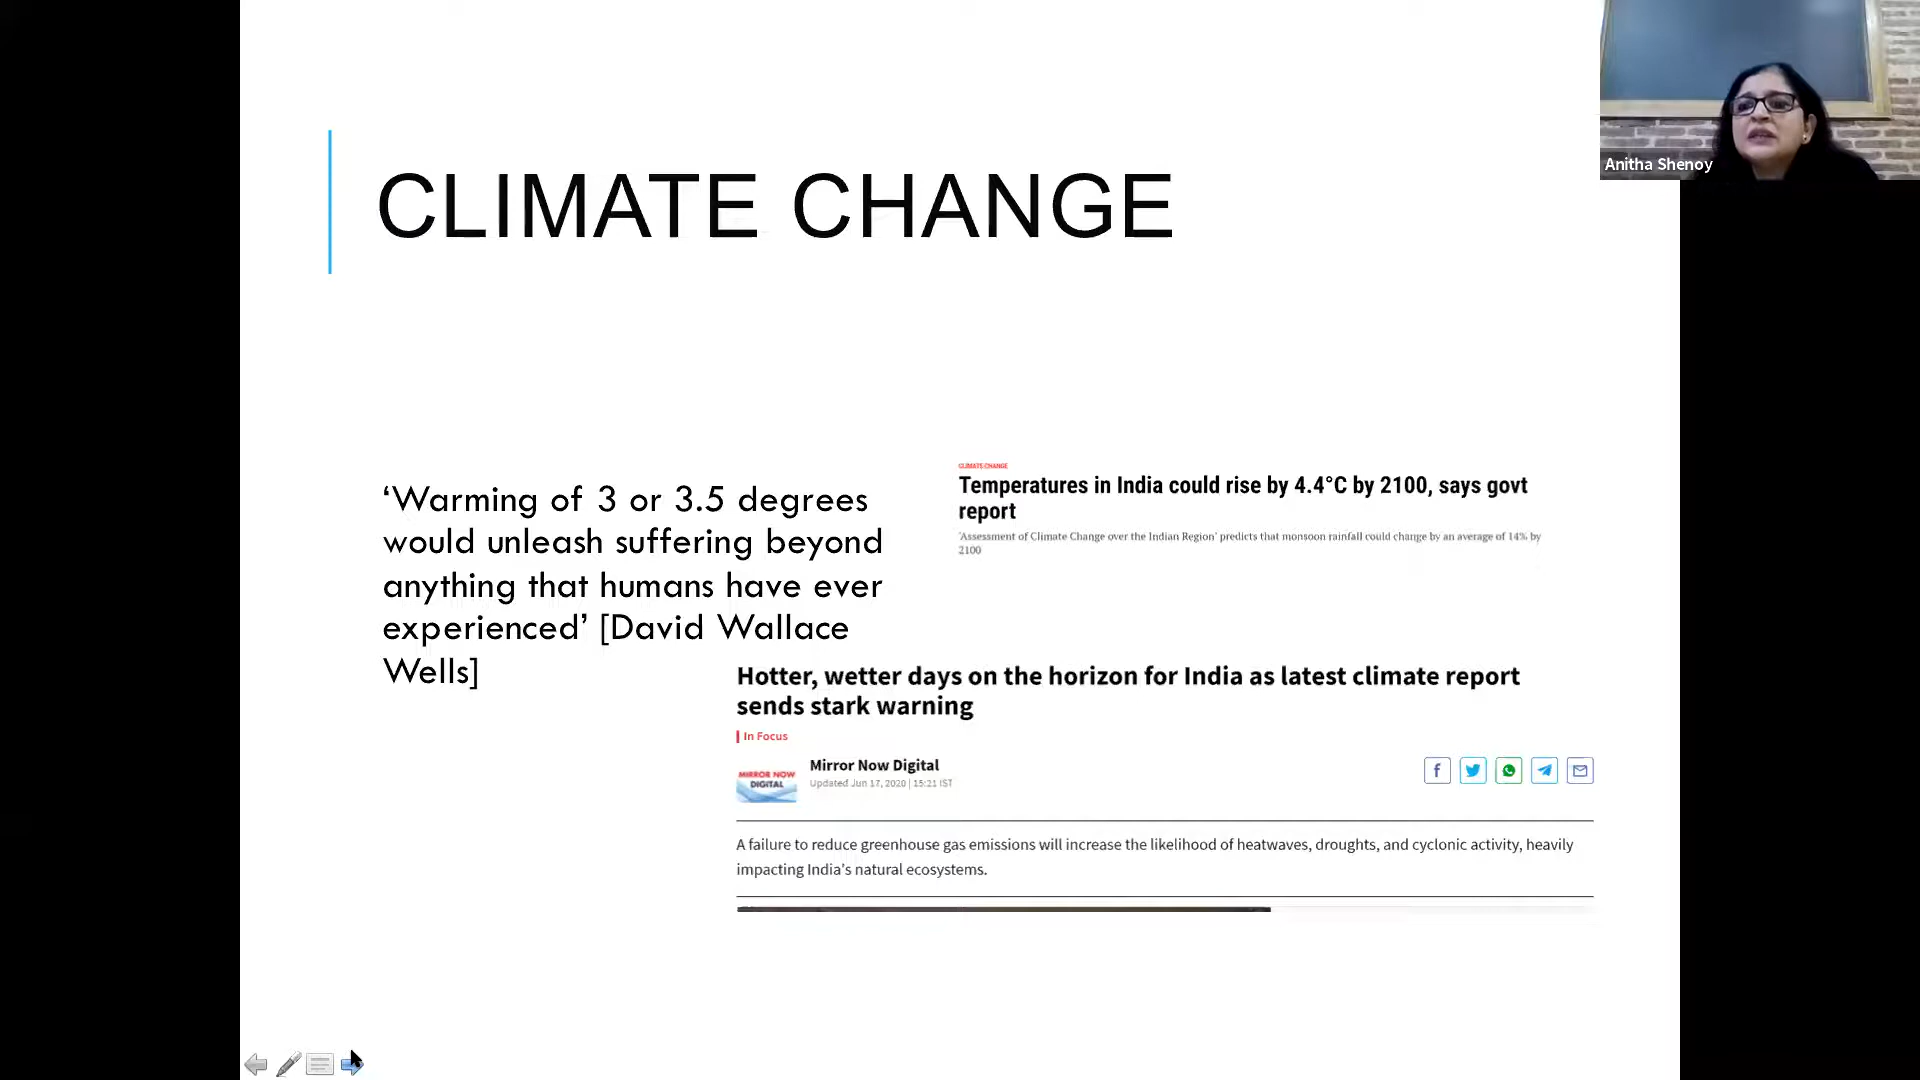 CLIMATE CHANGE
Anitha Shenoy
‘Warming of 3 or 3.5 degrees
would unleash suffering beyond
anything that humans have ever
experienced’ [David Wallace
Wells]
CLIMATE CHANGE
Temperatures in India could rise by 4.4°C by 2100, says govt
report
'Assessment of Climate Change over the Indian Region' predicts that monsoon rainfall could change by an average of 14% by
2100
Hotter, wetter days on the horizon for India as latest climate report
sends stark warning
In Focus
MIRROR NOW
DIGITAL
Mirror Now Digital
Updated Jun 17, 2020 | 15:21 IST
A failure to reduce greenhouse gas emissions will increase the likelihood of heatwaves, droughts, and cyclonic activity, heavily
impacting India's natural ecosystems.